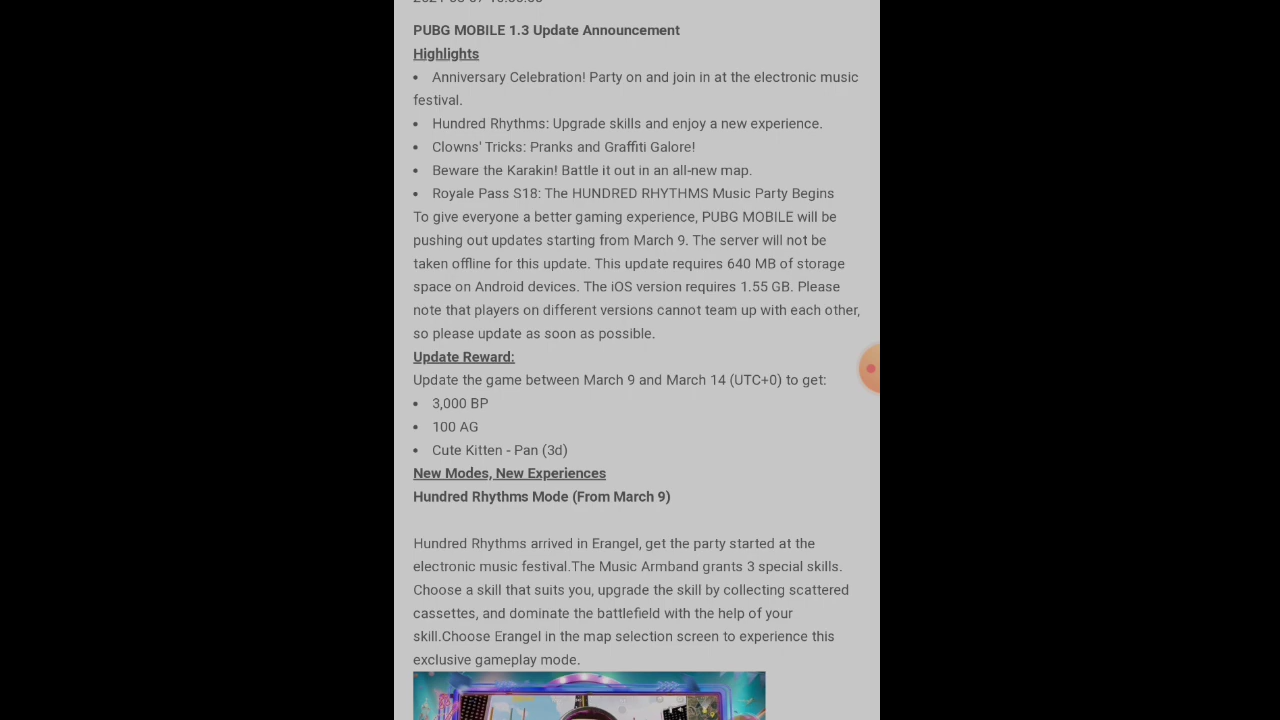 PUBG MOBILE 1.3 Update Announcement
Highlights
• Anniversary Celebration! Party on and join in at the electronic music
festival.
• Hundred Rhythms: Upgrade skills and enjoy a new experience.
• Clowns' Tricks: Pranks and Graffiti Galore!
• Beware the Karakin! Battle it out in an all-new map.
• Royale Pass S18: The HUNDRED RHYTHMS Music Party Begins
To give everyone a better gaming experience, PUBG MOBILE will be
pushing out updates starting from March 9. The server will not be
taken offline for this update. This update requires 640 MB of storage
space on Android devices. The iOS version requires 1.55 GB. Please
note that players on different versions cannot team up with each other,
so please update as soon as possible.
Update Reward:
Update the game between March 9 and March 14 (UTC+0) to get:
• 3,000 BP
• 100 AG
• Cute Kitten - Pan (3d)
New Modes, New Experiences
Hundred Rhythms Mode (From March 9)
Hundred Rhythms arrived in Erangel, get the party started at the
electronic music festival.The Music Armband grants 3 special skills.
Choose a skill that suits you, upgrade the skill by collecting scattered
cassettes, and dominate the battlefield with the help of your
skill.Choose Erangel in the map selection screen to experience this
exclusive gameplay mode.